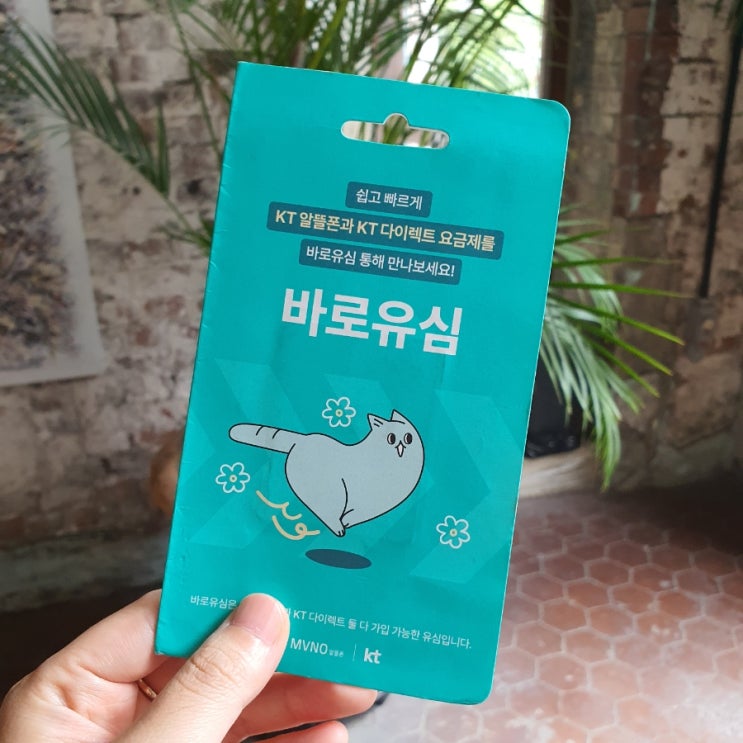 쉽고 빠르게
KT 알뜰폰과 KT 다이렉트 요금제를
바로유심 통해 만나보세요!
바로유심
바로유심은 KT 다이렉트 둘 다 가입 가능한 유심입니다.
MVNO 알뜰폰 | kt